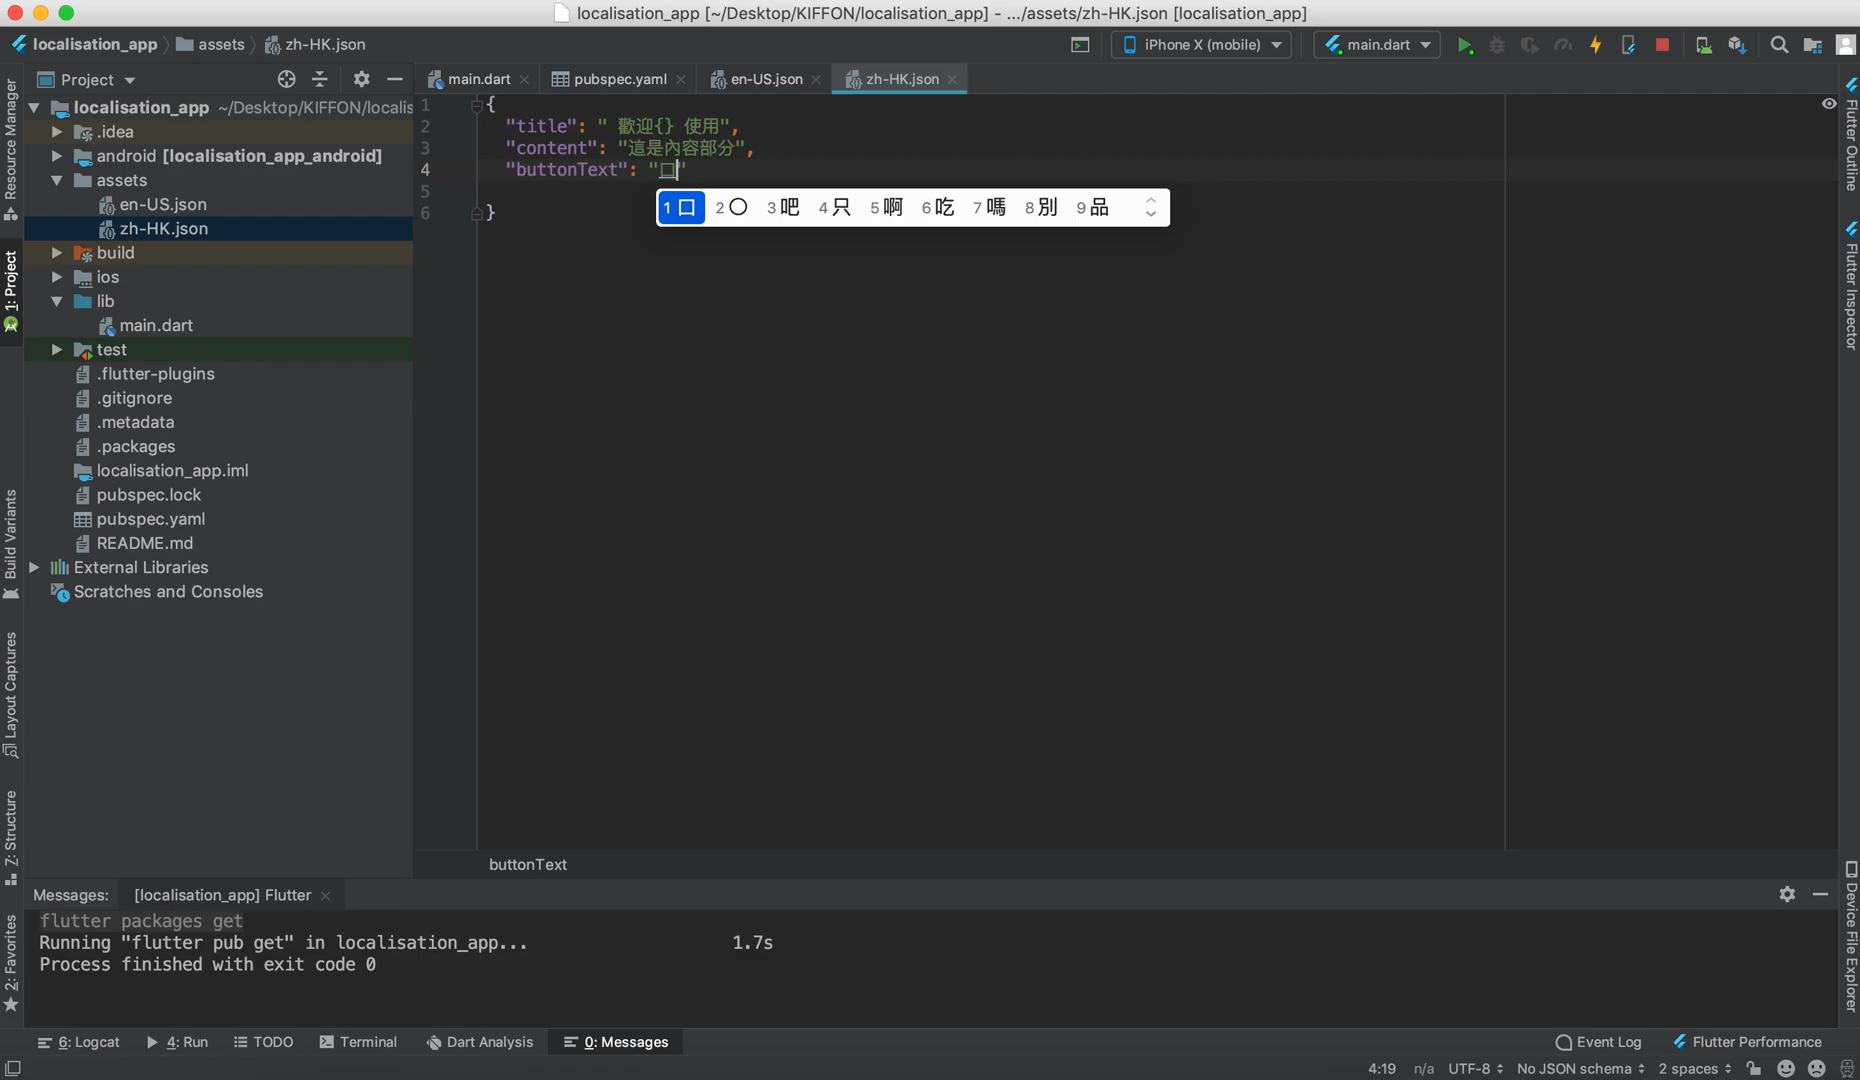 localisation_app [~/Desktop/KIFFON/localisation_app] - .../assets/zh-HK.json [localisation_app]
localisation_app assets zh-HK.json iPhone X (mobile) main.dart
Project main.dart pubspec.yaml en-US.json zh-HK.json
localisation_app ~/Desktop/KIFFON/localis
.idea
android [localisation_app_android]
assets
en-US.json
zh-HK.json
build
ios
lib
main.dart
test
.flutter-plugins
.gitignore
.metadata
.packages
localisation_app.iml
pubspec.lock
pubspec.yaml
README.md
External Libraries
Scratches and Consoles
1 {
2 "title": " 歡迎{} 使用",
3 "content": "這是內容部分",
4 "buttonText": "口"
5
6 }
1 口 2 〇 3 吧 4 只 5 啊 6 吃 7 嗎 8 別 9 品
buttonText
Resource Manager
1: Project
Build Variants
Layout Captures
Z: Structure
2: Favorites
Flutter Outline
Flutter Inspector
Device File Explorer
Messages: [localisation_app] Flutter
flutter packages get
Running "flutter pub get" in localisation_app... 1.7s
Process finished with exit code 0
6: Logcat 4: Run TODO Terminal Dart Analysis 0: Messages Event Log Flutter Performance
4:19 n/a UTF-8 No JSON schema 2 spaces